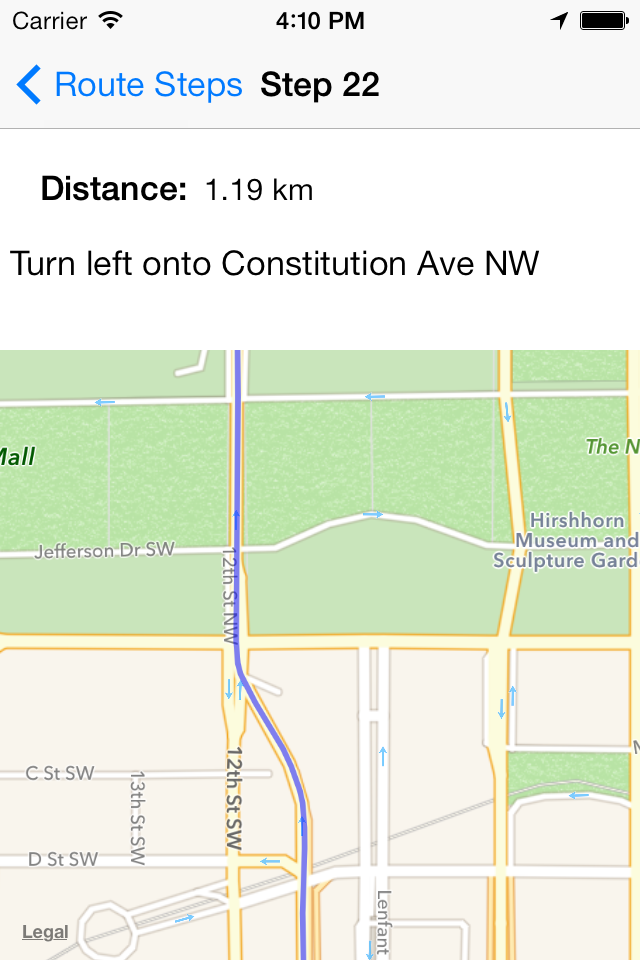 Carrier 4:10 PM
Route Steps Step 22
Distance: 1.19 km
Turn left onto Constitution Ave NW
Mall
The N
Hirshhorn
Museum and
Sculpture Gard
Jefferson Dr SW
12th St NW
C St SW
13th St SW
12th St SW
D St SW
Lenfant
Legal